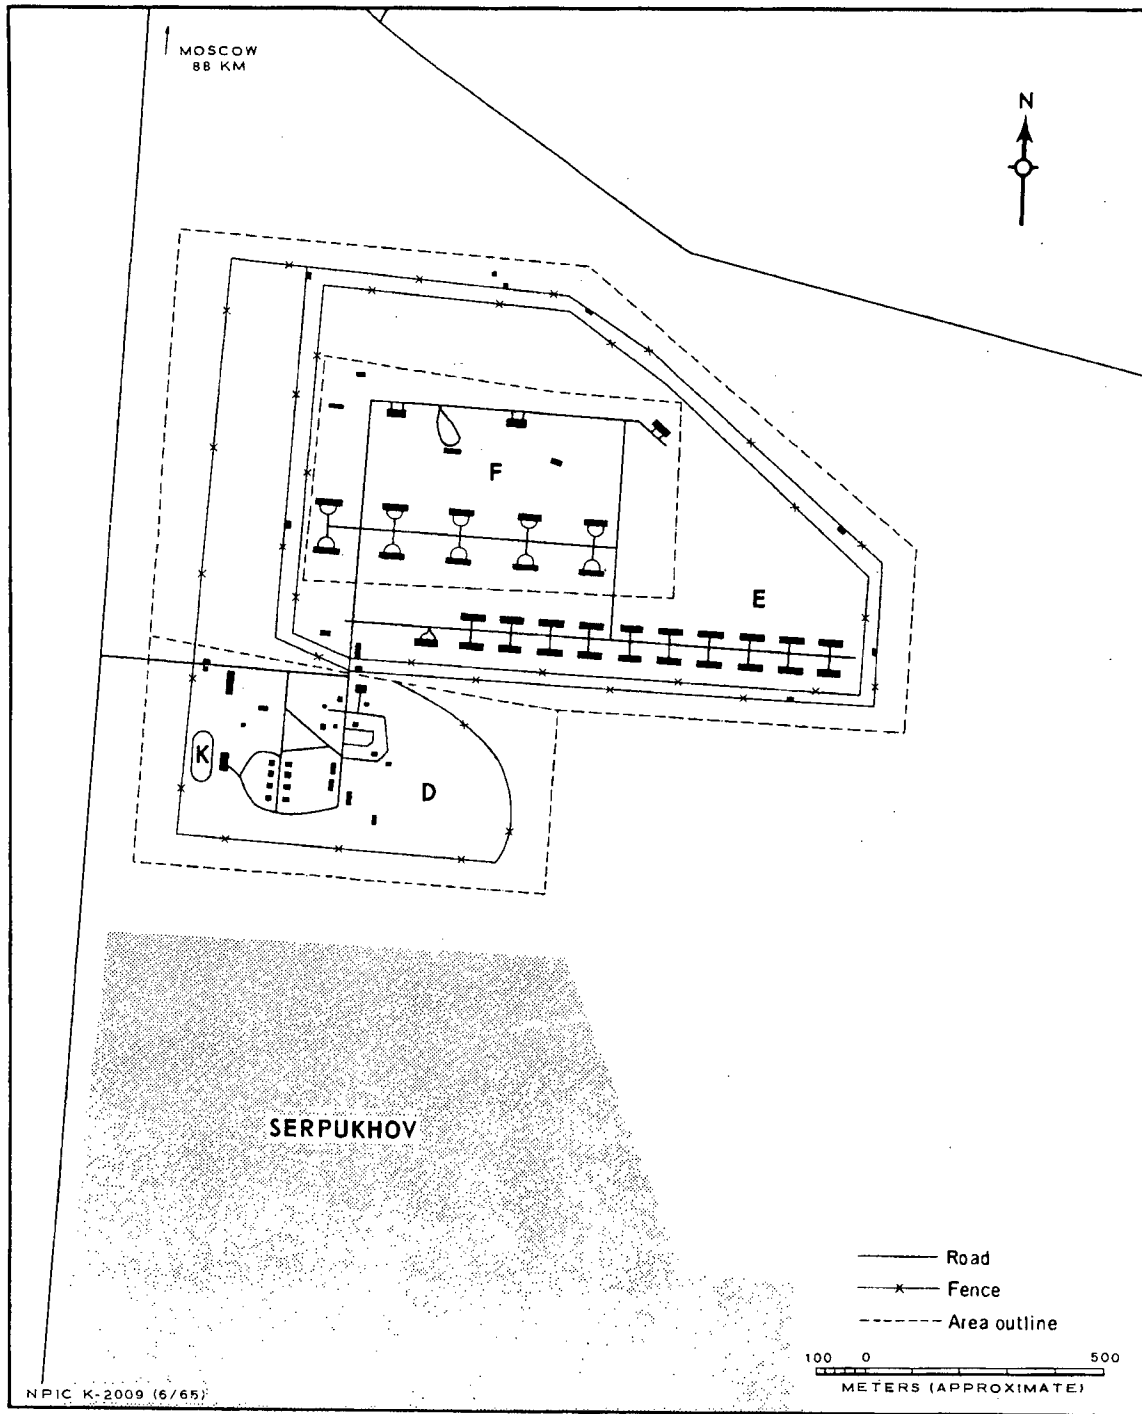 MOSCOW
88 KM
N
F
E
K
D
SERPUKHOV
Road
Fence
Area outline
100 0 500
METERS (APPROXIMATE)
NPIC K-2009 (6/65)